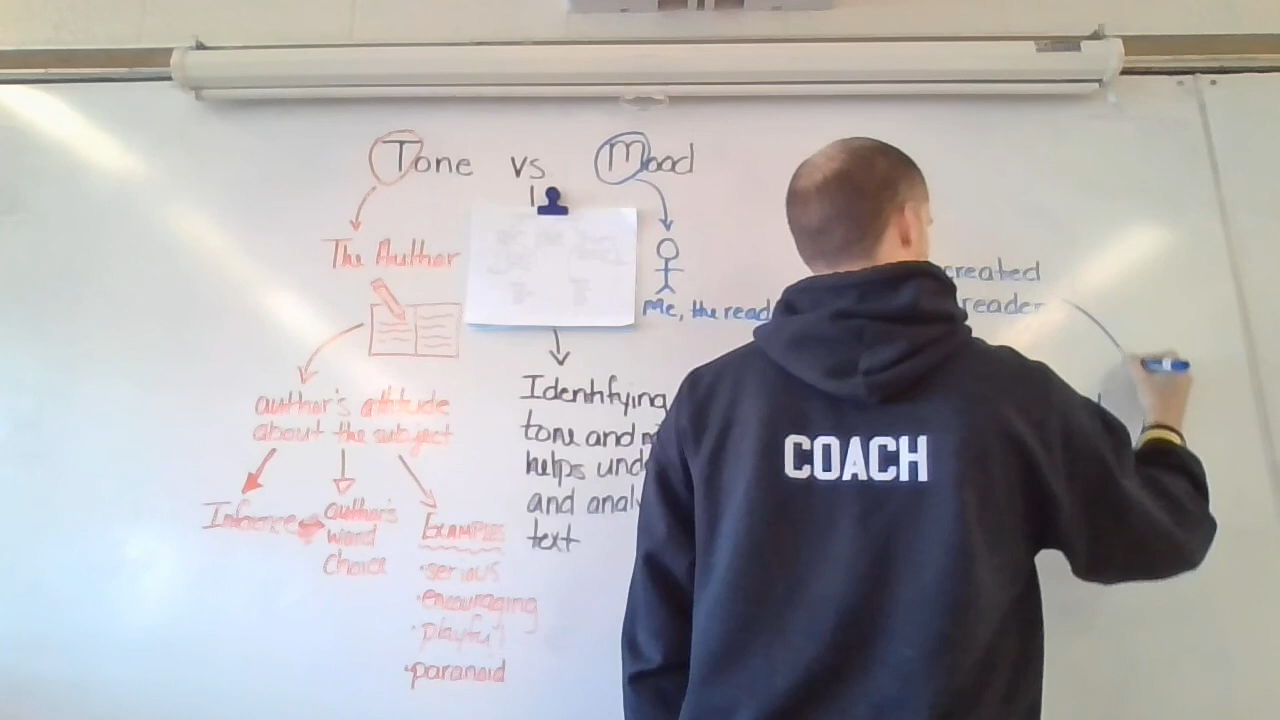 Tone vs Mood
The Author
Me, the read
created
reader
author's attitude
about the subject
Identifying
tone and m
helps und
and analy
text
Inference
author's
word
choice
EXAMPLES
•serious
•encouraging
•playful
•paranoid
COACH